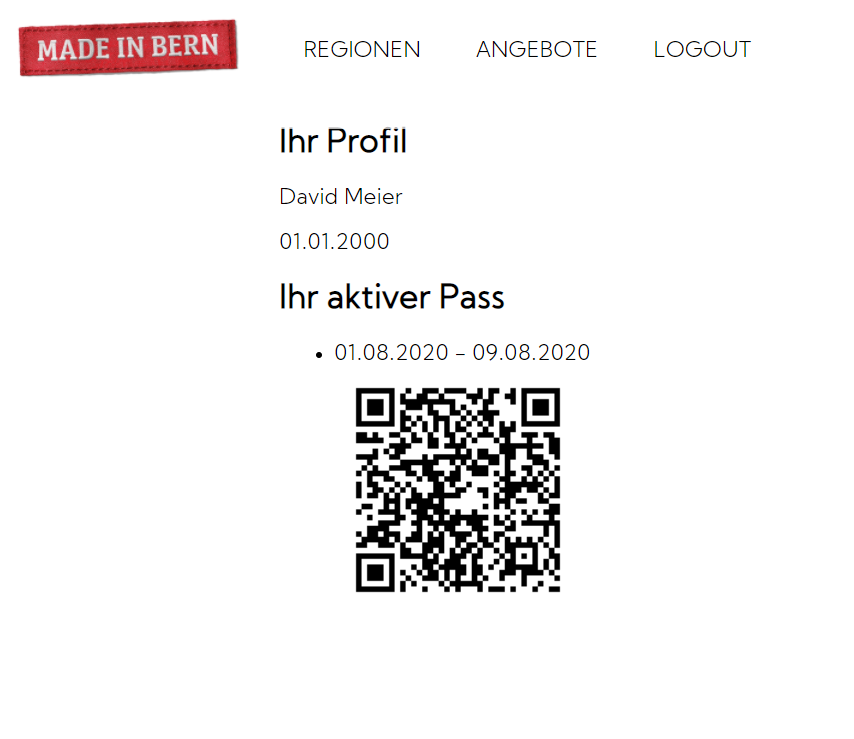 MADE IN BERN
REGIONEN ANGEBOTE LOGOUT
Ihr Profil
David Meier
01.01.2000
Ihr aktiver Pass
• 01.08.2020 – 09.08.2020